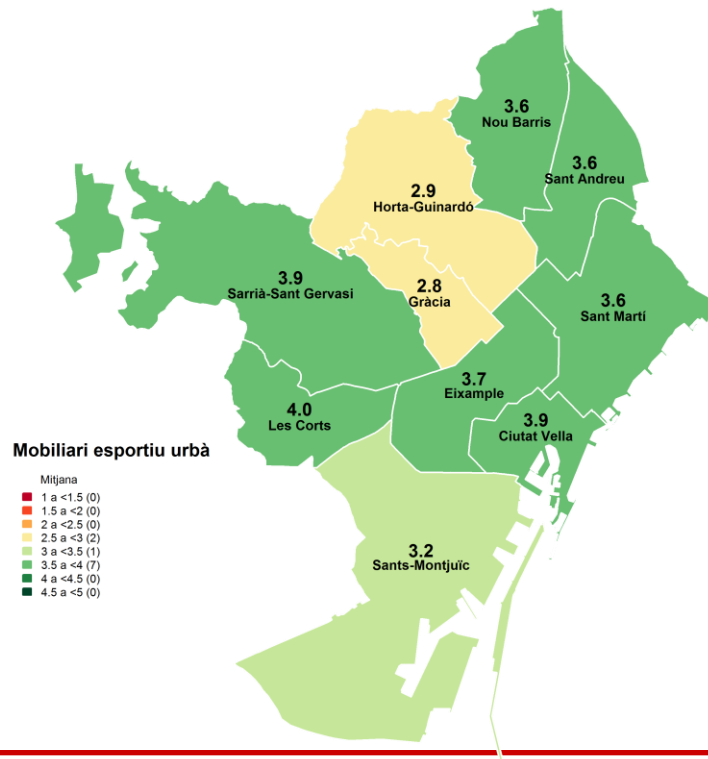 3.6
Nou Barris
3.6
Sant Andreu
2.9
Horta-Guinardó
3.9
Sarrià-Sant Gervasi
2.8
Gràcia
3.6
Sant Martí
3.7
Eixample
4.0
Les Corts
3.9
Ciutat Vella
Mobiliari esportiu urbà
Mitjana
1 a <1.5 (0)
1.5 a <2 (0)
2 a <2.5 (0)
2.5 a <3 (2)
3 a <3.5 (1)
3.5 a <4 (7)
4 a <4.5 (0)
4.5 a <5 (0)
3.2
Sants-Montjuïc